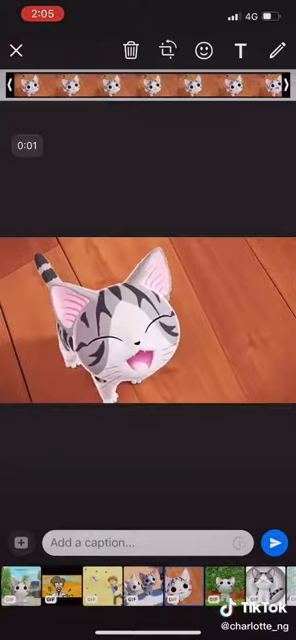 2:05
4G
T
0:01
Add a caption...
GIF GIF GIF GIF GIF GIF GIF
TikTok
@charlotte_ng